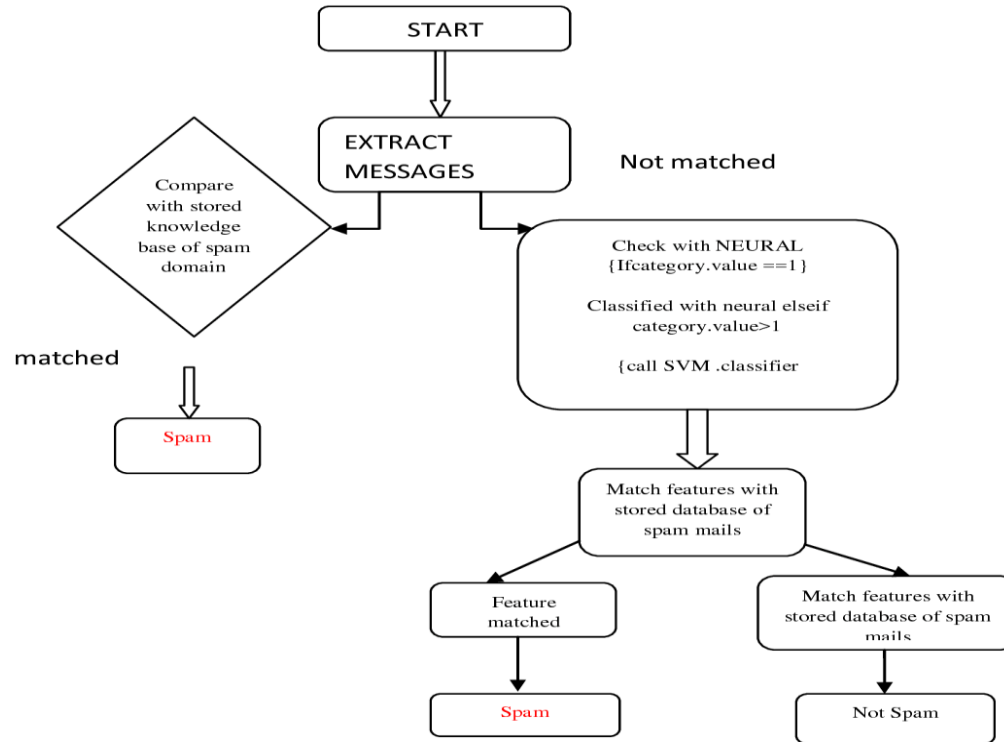 START
EXTRACT
MESSAGES
Not matched
Compare
with stored
knowledge
base of spam
domain
Check with NEURAL
{Ifcategory.value ==1}
Classified with neural elseif
category.value>1
{call SVM .classifier
matched
Spam
Match features with
stored database of
spam mails
Feature
matched
Match features with
stored database of spam
mails
Spam
Not Spam